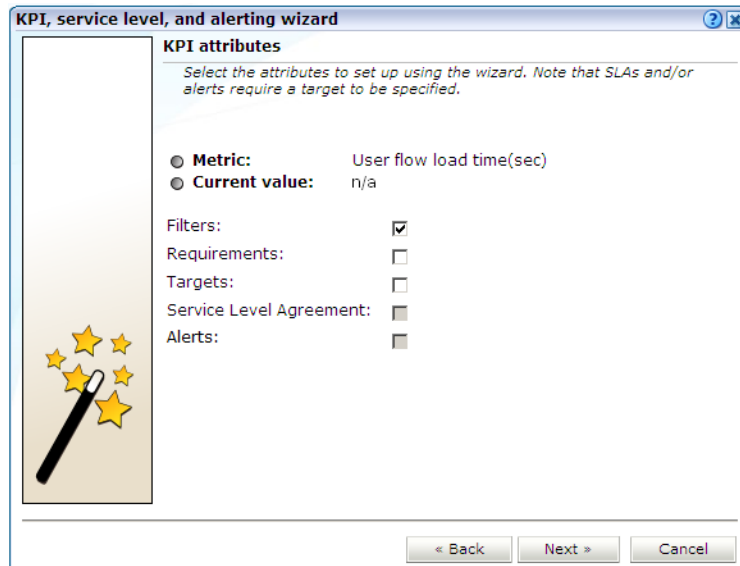 KPI, service level, and alerting wizard
KPI attributes
Select the attributes to set up using the wizard. Note that SLAs and/or
alerts require a target to be specified.
Metric: User flow load time(sec)
Current value: n/a
Filters:
Requirements:
Targets:
Service Level Agreement:
Alerts:
« Back Next » Cancel